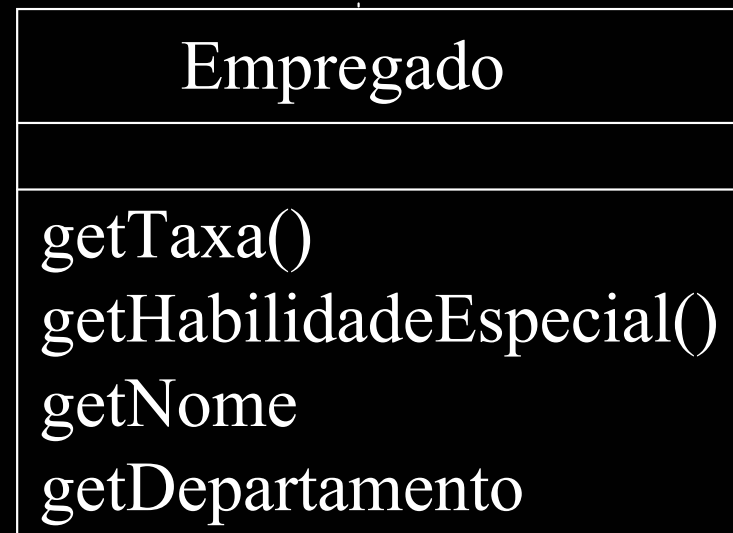 Empregado
getTaxa()
getHabilidadeEspecial()
getNome
getDepartamento